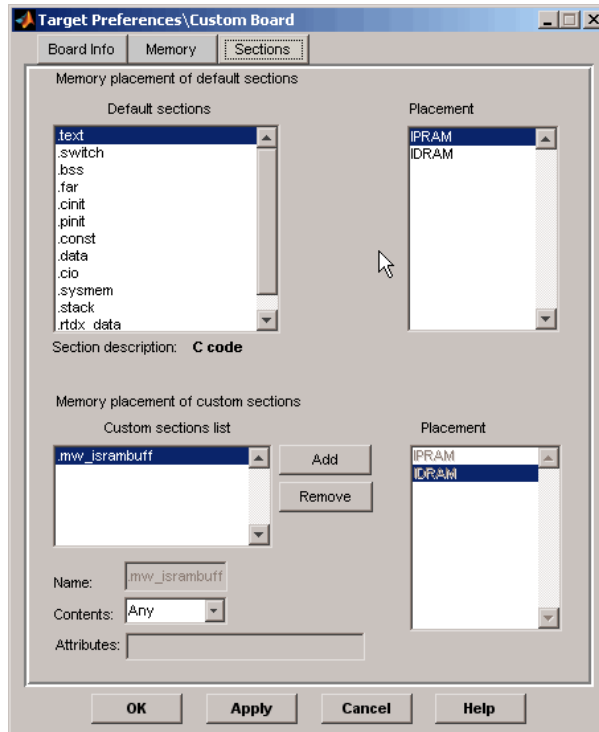 Target Preferences\Custom Board
Board Info Memory Sections
Memory placement of default sections
Default sections Placement
.text
.switch
.bss
.far
.cinit
.pinit
.const
.data
.cio
.sysmem
.stack
.rtdx_data
IPRAM
IDRAM
Section description: C code
Memory placement of custom sections
Custom sections list Placement
.mw_isrambuff
Add
Remove
IPRAM
IDRAM
Name: .mw_isrambuff
Contents: Any
Attributes:
OK Apply Cancel Help